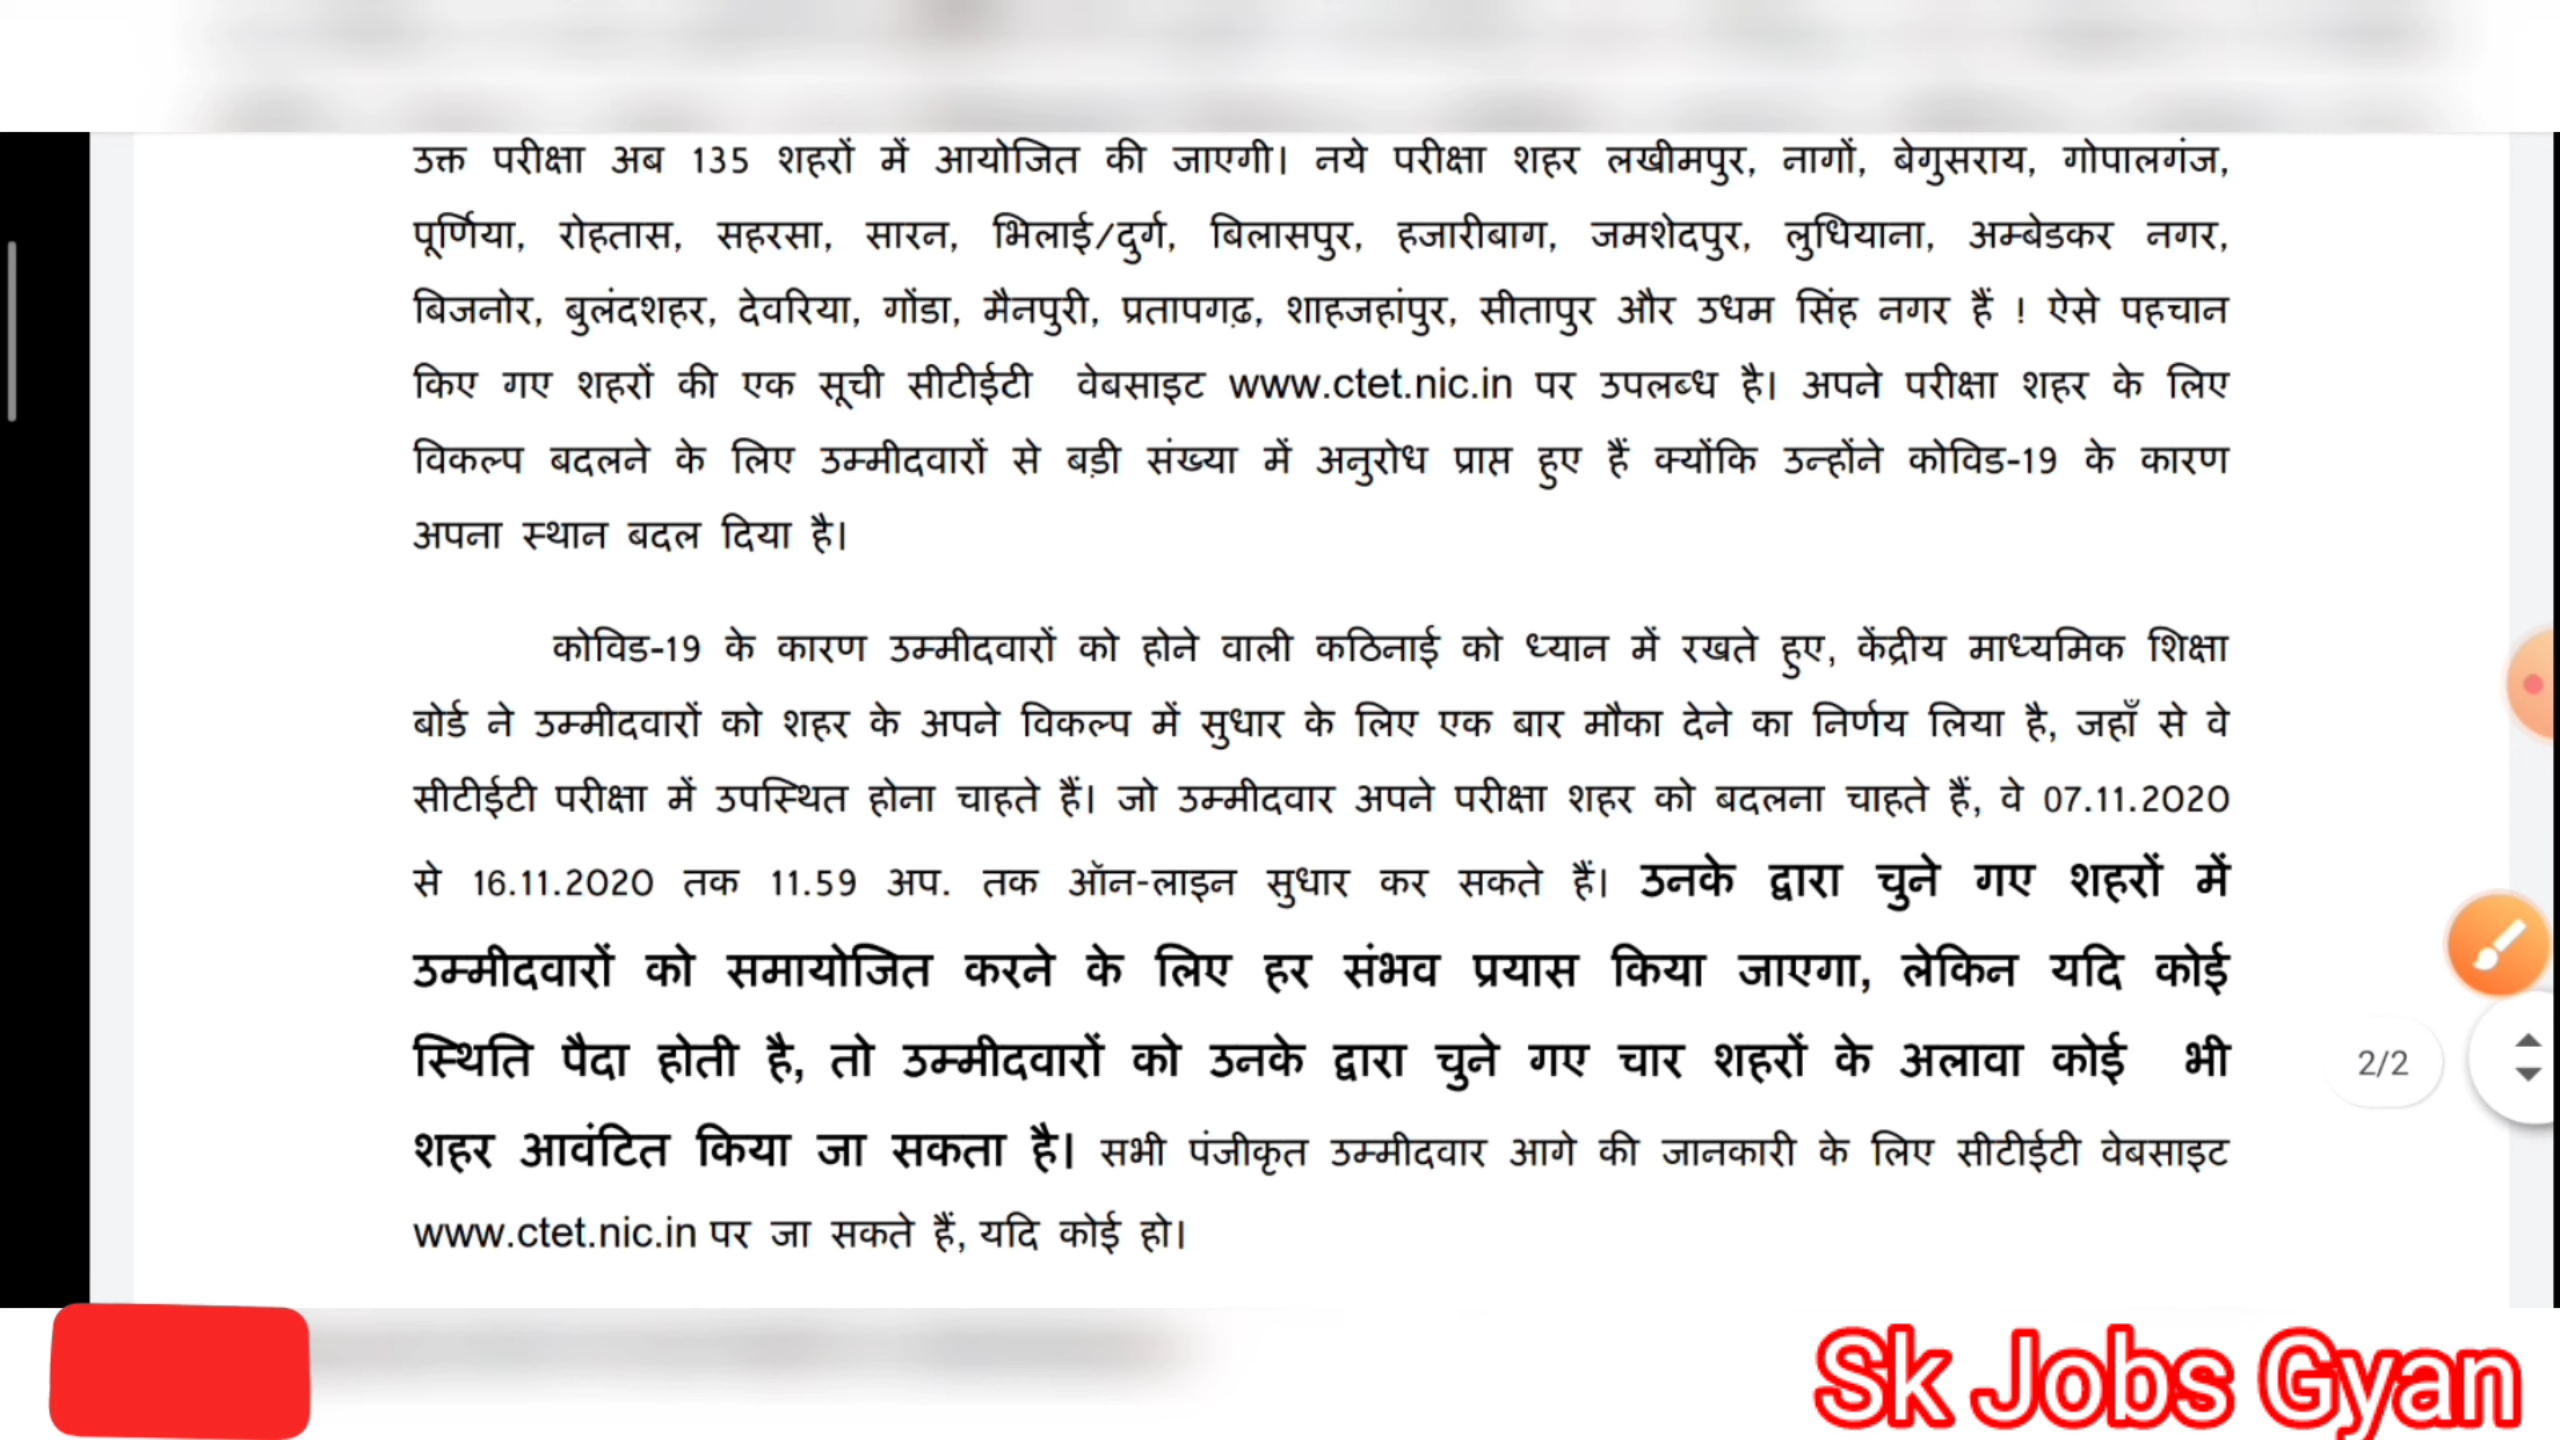 उक्त परीक्षा अब 135 शहरों में आयोजित की जाएगी। नये परीक्षा शहर लखीमपुर, नागों, बेगुसराय, गोपालगंज,
पूर्णिया, रोहतास, सहरसा, सारन, भिलाई/दुर्ग, बिलासपुर, हजारीबाग, जमशेदपुर, लुधियाना, अम्बेडकर नगर,
बिजनोर, बुलंदशहर, देवरिया, गोंडा, मैनपुरी, प्रतापगढ़, शाहजहांपुर, सीतापुर और उधम सिंह नगर हैं ! ऐसे पहचान
किए गए शहरों की एक सूची सीटीईटी वेबसाइट www.ctet.nic.in पर उपलब्ध है। अपने परीक्षा शहर के लिए
विकल्प बदलने के लिए उम्मीदवारों से बड़ी संख्या में अनुरोध प्राप्त हुए हैं क्योंकि उन्होंने कोविड-19 के कारण
अपना स्थान बदल दिया है।
कोविड-19 के कारण उम्मीदवारों को होने वाली कठिनाई को ध्यान में रखते हुए, केंद्रीय माध्यमिक शिक्षा
बोर्ड ने उम्मीदवारों को शहर के अपने विकल्प में सुधार के लिए एक बार मौका देने का निर्णय लिया है, जहाँ से वे
सीटीईटी परीक्षा में उपस्थित होना चाहते हैं। जो उम्मीदवार अपने परीक्षा शहर को बदलना चाहते हैं, वे 07.11.2020
से 16.11.2020 तक 11.59 अप. तक ऑन-लाइन सुधार कर सकते हैं। उनके द्वारा चुने गए शहरों में
उम्मीदवारों को समायोजित करने के लिए हर संभव प्रयास किया जाएगा, लेकिन यदि कोई
स्थिति पैदा होती है, तो उम्मीदवारों को उनके द्वारा चुने गए चार शहरों के अलावा कोई भी
शहर आवंटित किया जा सकता है। सभी पंजीकृत उम्मीदवार आगे की जानकारी के लिए सीटीईटी वेबसाइट
www.ctet.nic.in पर जा सकते हैं, यदि कोई हो।
2/2
Sk Jobs Gyan